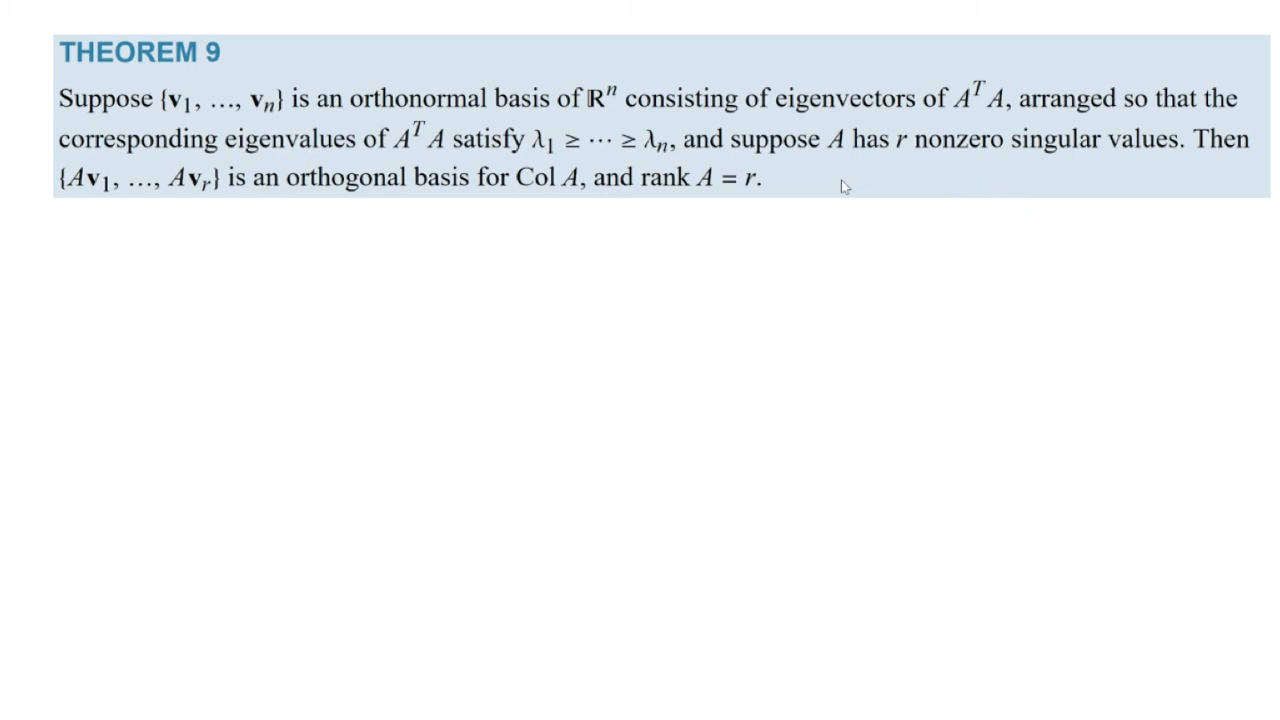 THEOREM 9
Suppose {v₁, …, vₙ} is an orthonormal basis of ℝⁿ consisting of eigenvectors of AᵀA, arranged so that the
corresponding eigenvalues of AᵀA satisfy λ₁ ≥ ⋯ ≥ λₙ, and suppose A has r nonzero singular values. Then
{Av₁, …, Avᵣ} is an orthogonal basis for Col A, and rank A = r.